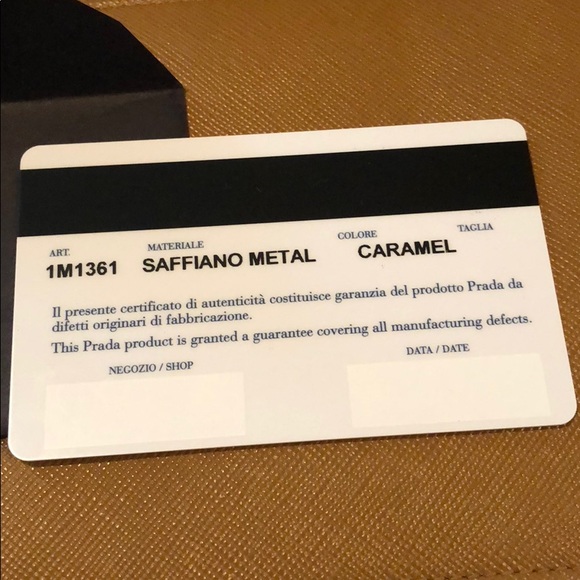 ART. MATERIALE COLORE TAGLIA
1M1361 SAFFIANO METAL CARAMEL
Il presente certificato di autenticità costituisce garanzia del prodotto Prada da
difetti originari di fabbricazione.
This Prada product is granted a guarantee covering all manufacturing defects.
NEGOZIO / SHOP DATA / DATE